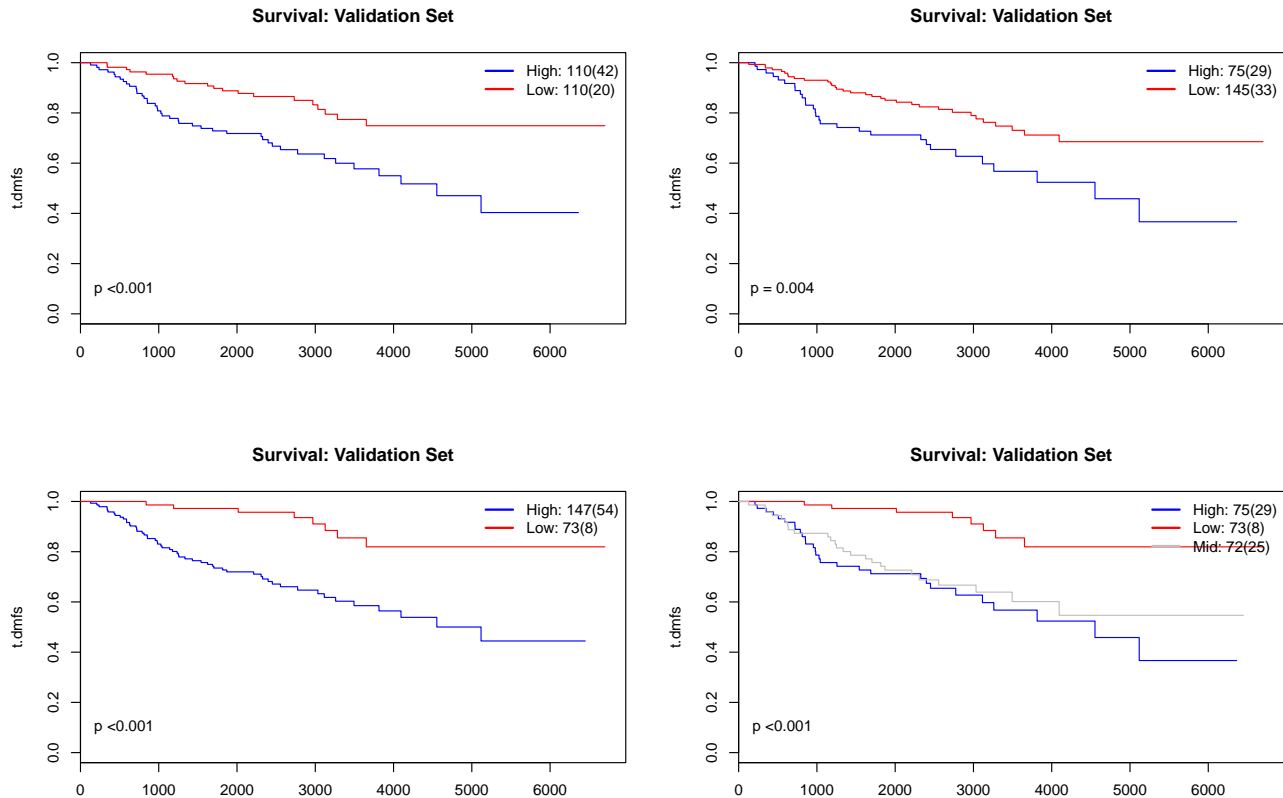 Survival: Validation Set
t.dmfs
1.0
0.8
0.6
0.4
0.2
0.0
High: 110(42)
Low: 110(20)
p <0.001
0 1000 2000 3000 4000 5000 6000
Survival: Validation Set
t.dmfs
1.0
0.8
0.6
0.4
0.2
0.0
High: 75(29)
Low: 145(33)
p = 0.004
0 1000 2000 3000 4000 5000 6000
Survival: Validation Set
t.dmfs
1.0
0.8
0.6
0.4
0.2
0.0
High: 147(54)
Low: 73(8)
p <0.001
0 1000 2000 3000 4000 5000 6000
Survival: Validation Set
t.dmfs
1.0
0.8
0.6
0.4
0.2
0.0
High: 75(29)
Low: 73(8)
Mid: 72(25)
p <0.001
0 1000 2000 3000 4000 5000 6000